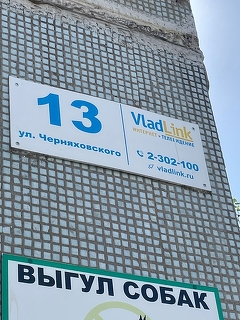 13
ул. Черняховского
VladLink
ИНТЕРНЕТ • ТЕЛЕВИДЕНИЕ
2-302-100
vladlink.ru
ВЫГУЛ СОБАК